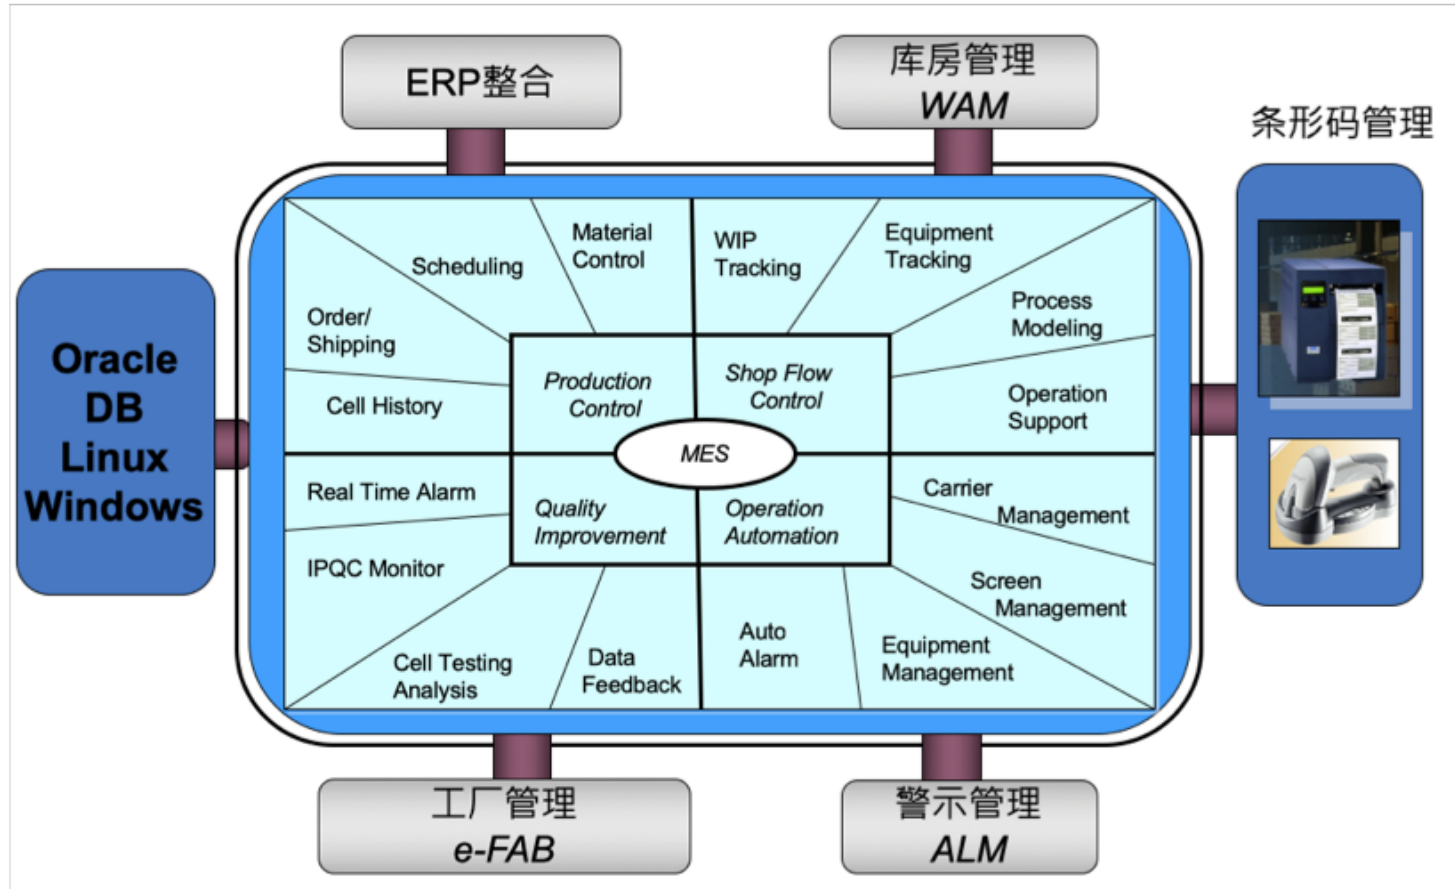 ERP整合
库房管理
WAM
条形码管理
Oracle
DB
Linux
Windows
Material
Control
Scheduling
Order/
Shipping
Cell History
WIP
Tracking
Equipment
Tracking
Process
Modeling
Operation
Support
Production
Control
Shop Flow
Control
MES
Quality
Improvement
Operation
Automation
Real Time Alarm
IPQC Monitor
Cell Testing
Analysis
Data
Feedback
Auto
Alarm
Equipment
Management
Screen
Management
Carrier
Management
工厂管理
e-FAB
警示管理
ALM